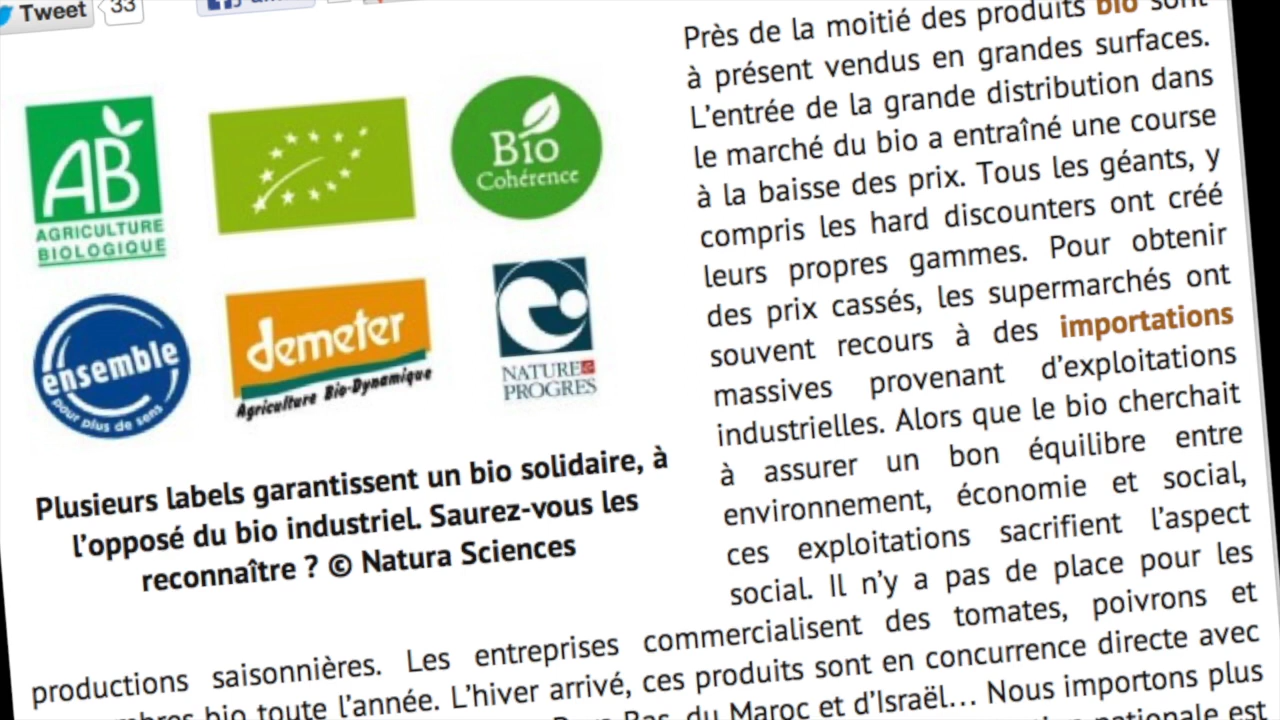 Tweet 33
AB
AGRICULTURE
BIOLOGIQUE
Bio
Cohérence
ensemble
pour plus de sens
demeter
Agriculture Bio-Dynamique
NATURE &
PROGRES
Plusieurs labels garantissent un bio solidaire, à
l'opposé du bio industriel. Saurez-vous les
reconnaître ? © Natura Sciences
Près de la moitié des produits bio sont
à présent vendus en grandes surfaces.
L'entrée de la grande distribution dans
le marché du bio a entraîné une course
à la baisse des prix. Tous les géants, y
compris les hard discounters ont créé
leurs propres gammes. Pour obtenir
des prix cassés, les supermarchés ont
souvent recours à des importations
massives provenant d'exploitations
industrielles. Alors que le bio cherchait
à assurer un bon équilibre entre
environnement, économie et social,
ces exploitations sacrifient l'aspect
social. Il n'y a pas de place pour les
productions saisonnières. Les entreprises commercialisent des tomates, poivrons et
bio toute l'année. L'hiver arrivé, ces produits sont en concurrence directe avec
Bas, du Maroc et d'Israël... Nous importons plus
nationale est